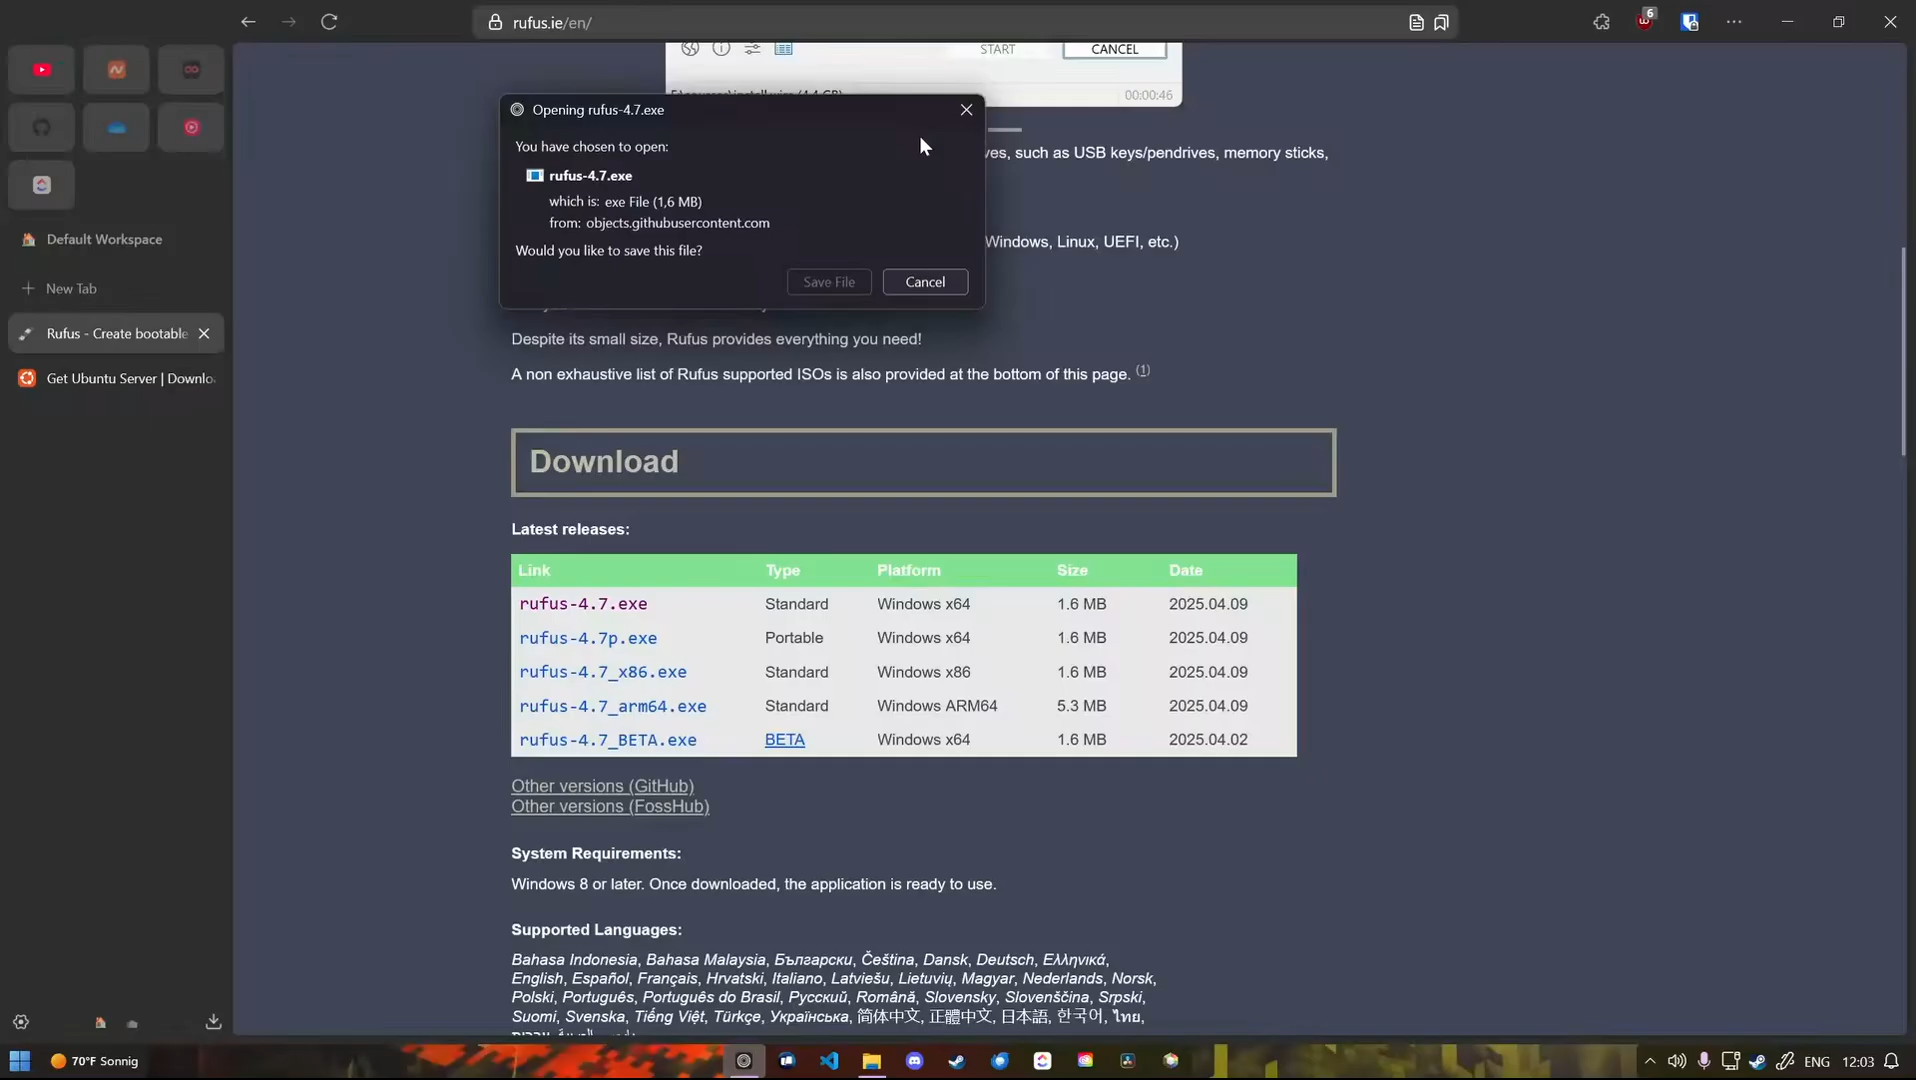 rufus.ie/en/
6
START
CANCEL
00:00:46
Opening rufus-4.7.exe
You have chosen to open:
ves, such as USB keys/pendrives, memory sticks,
rufus-4.7.exe
which is: exe File (1,6 MB)
from: objects.githubusercontent.com
Default Workspace
Windows, Linux, UEFI, etc.)
Would you like to save this file?
Save File
Cancel
New Tab
Rufus - Create bootable
Despite its small size, Rufus provides everything you need!
Get Ubuntu Server | Downlo
A non exhaustive list of Rufus supported ISOs is also provided at the bottom of this page. (1)
Download
Latest releases:
Link Type Platform Size Date
rufus-4.7.exe Standard Windows x64 1.6 MB 2025.04.09
rufus-4.7p.exe Portable Windows x64 1.6 MB 2025.04.09
rufus-4.7_x86.exe Standard Windows x86 1.6 MB 2025.04.09
rufus-4.7_arm64.exe Standard Windows ARM64 5.3 MB 2025.04.09
rufus-4.7_BETA.exe BETA Windows x64 1.6 MB 2025.04.02
Other versions (GitHub)
Other versions (FossHub)
System Requirements:
Windows 8 or later. Once downloaded, the application is ready to use.
Supported Languages:
Bahasa Indonesia, Bahasa Malaysia, Български, Čeština, Dansk, Deutsch, Ελληνικά,
English, Español, Français, Hrvatski, Italiano, Latviešu, Lietuvių, Magyar, Nederlands, Norsk,
Polski, Português, Português do Brasil, Русский, Română, Slovensky, Slovenščina, Srpski,
Suomi, Svenska, Tiếng Việt, Türkçe, Українська, 简体中文, 正體中文, 日本語, 한국어, ไทย,
70°F Sonnig
ENG
12:03